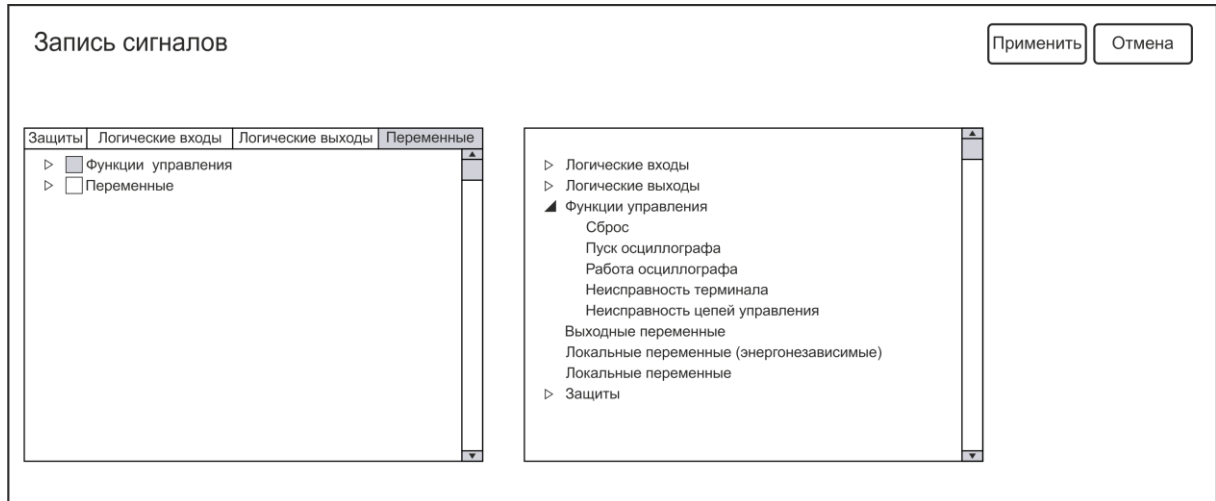 Запись сигналов
Применить
Отмена
Защиты
Логические входы
Логические выходы
Переменные
Функции управления
Переменные
Логические входы
Логические выходы
Функции управления
Сброс
Пуск осциллографа
Работа осциллографа
Неисправность терминала
Неисправность цепей управления
Выходные переменные
Локальные переменные (энергонезависимые)
Локальные переменные
Защиты